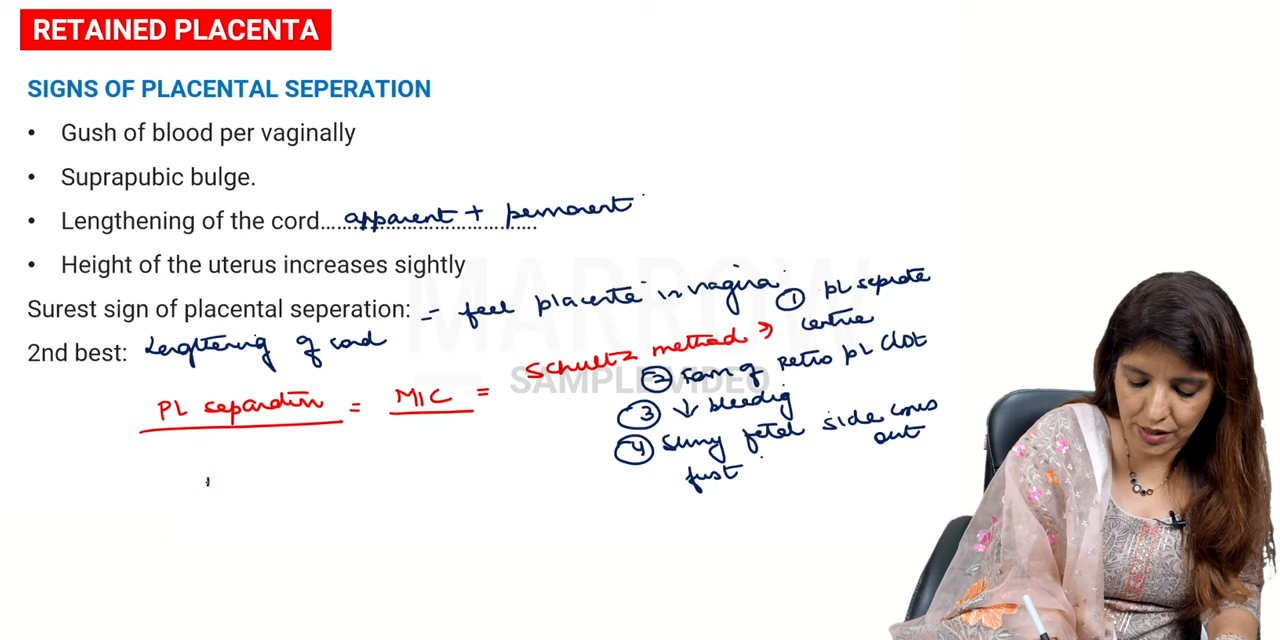 RETAINED PLACENTA
SIGNS OF PLACENTAL SEPERATION
• Gush of blood per vaginally
• Suprapubic bulge.
• Lengthening of the cord................................. apparent + permanent
• Height of the uterus increases sightly
Surest sign of placental seperation: = feel placenta in vagina.
2nd best: Lengthening of cord
PL separation = MIC = Schultz method →
① PL seprate
centre
② of Retro pl clot
③ ↓ bleeding
④ fetal side comes
out
first
MARROW
SAMPLE VIDEO